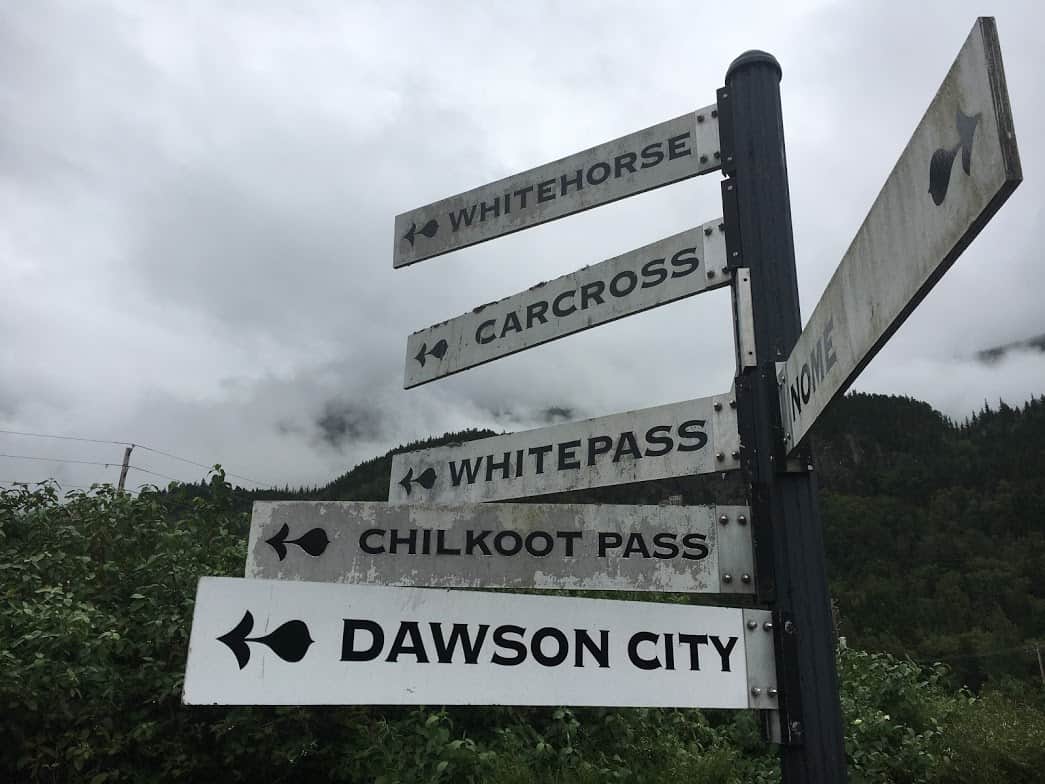 WHITEHORSE
CARCROSS
NOME
WHITEPASS
CHILKOOT PASS
DAWSON CITY